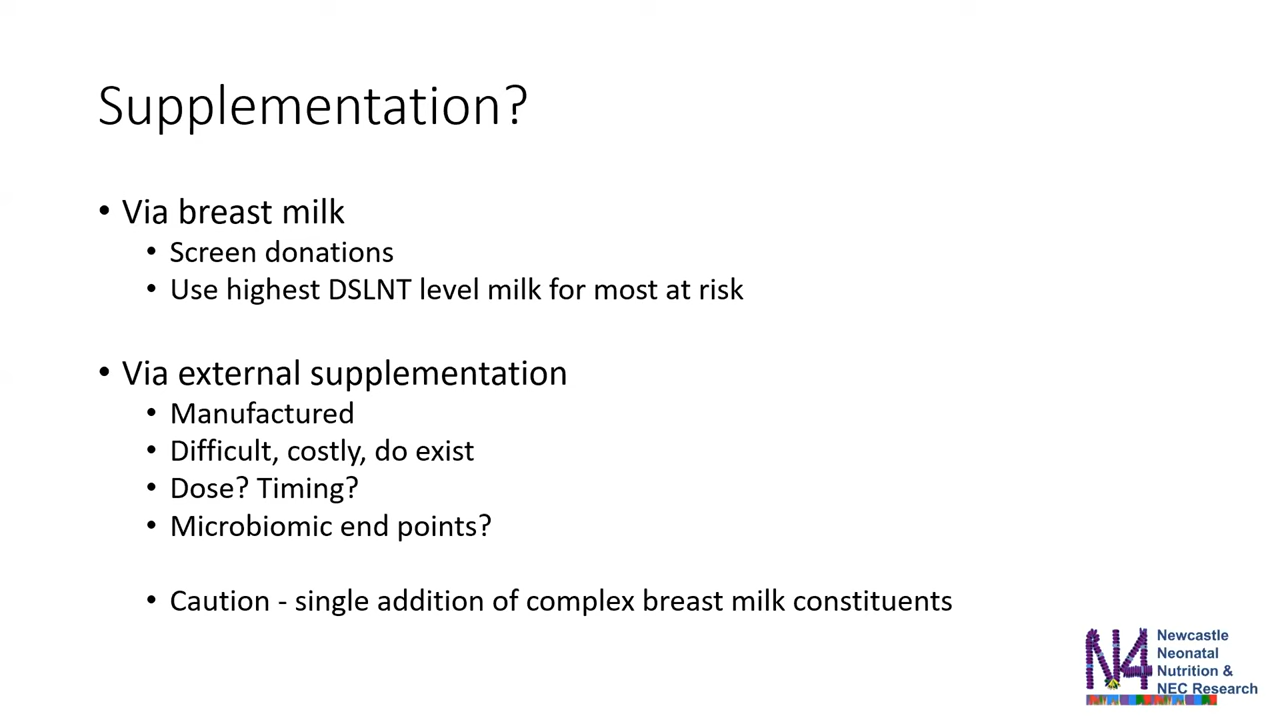 Supplementation?
• Via breast milk
• Screen donations
• Use highest DSLNT level milk for most at risk
• Via external supplementation
• Manufactured
• Difficult, costly, do exist
• Dose? Timing?
• Microbiomic end points?
• Caution - single addition of complex breast milk constituents
N4
Newcastle
Neonatal
Nutrition &
NEC Research